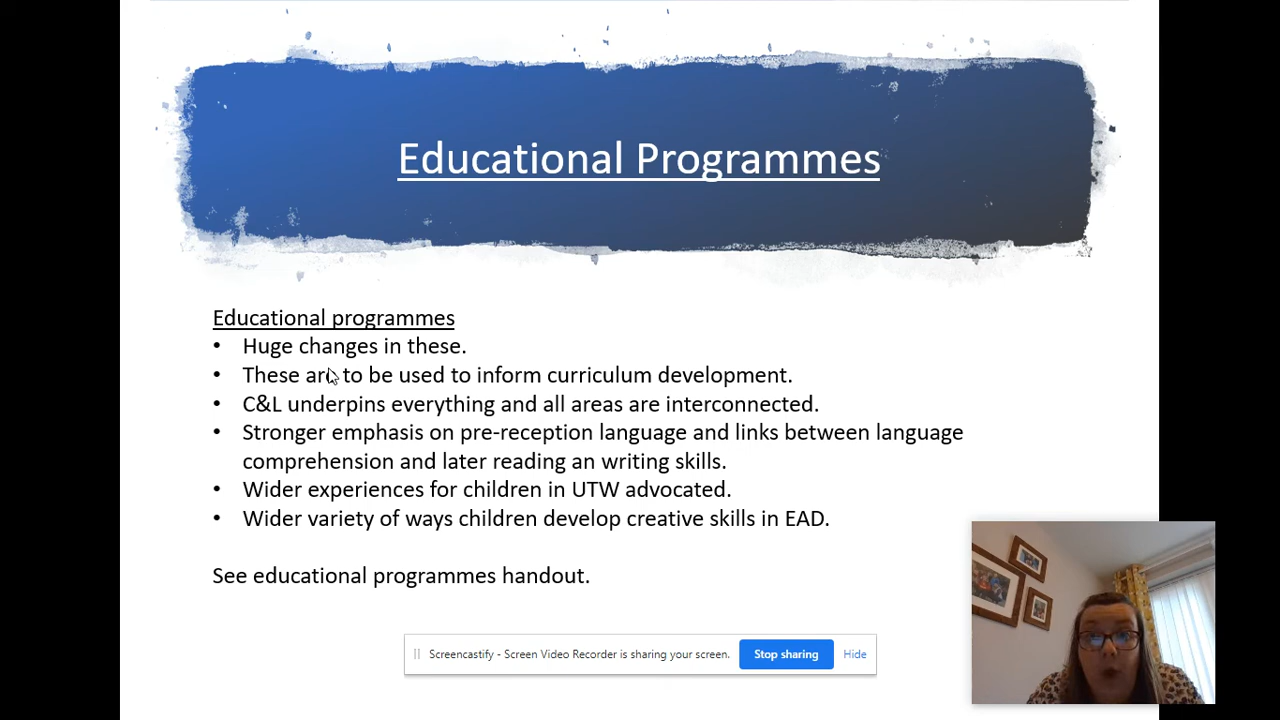 Educational Programmes
Educational programmes
• Huge changes in these.
• These are to be used to inform curriculum development.
• C&L underpins everything and all areas are interconnected.
• Stronger emphasis on pre-reception language and links between language
comprehension and later reading an writing skills.
• Wider experiences for children in UTW advocated.
• Wider variety of ways children develop creative skills in EAD.
See educational programmes handout.
Screencastify - Screen Video Recorder is sharing your screen. Stop sharing Hide